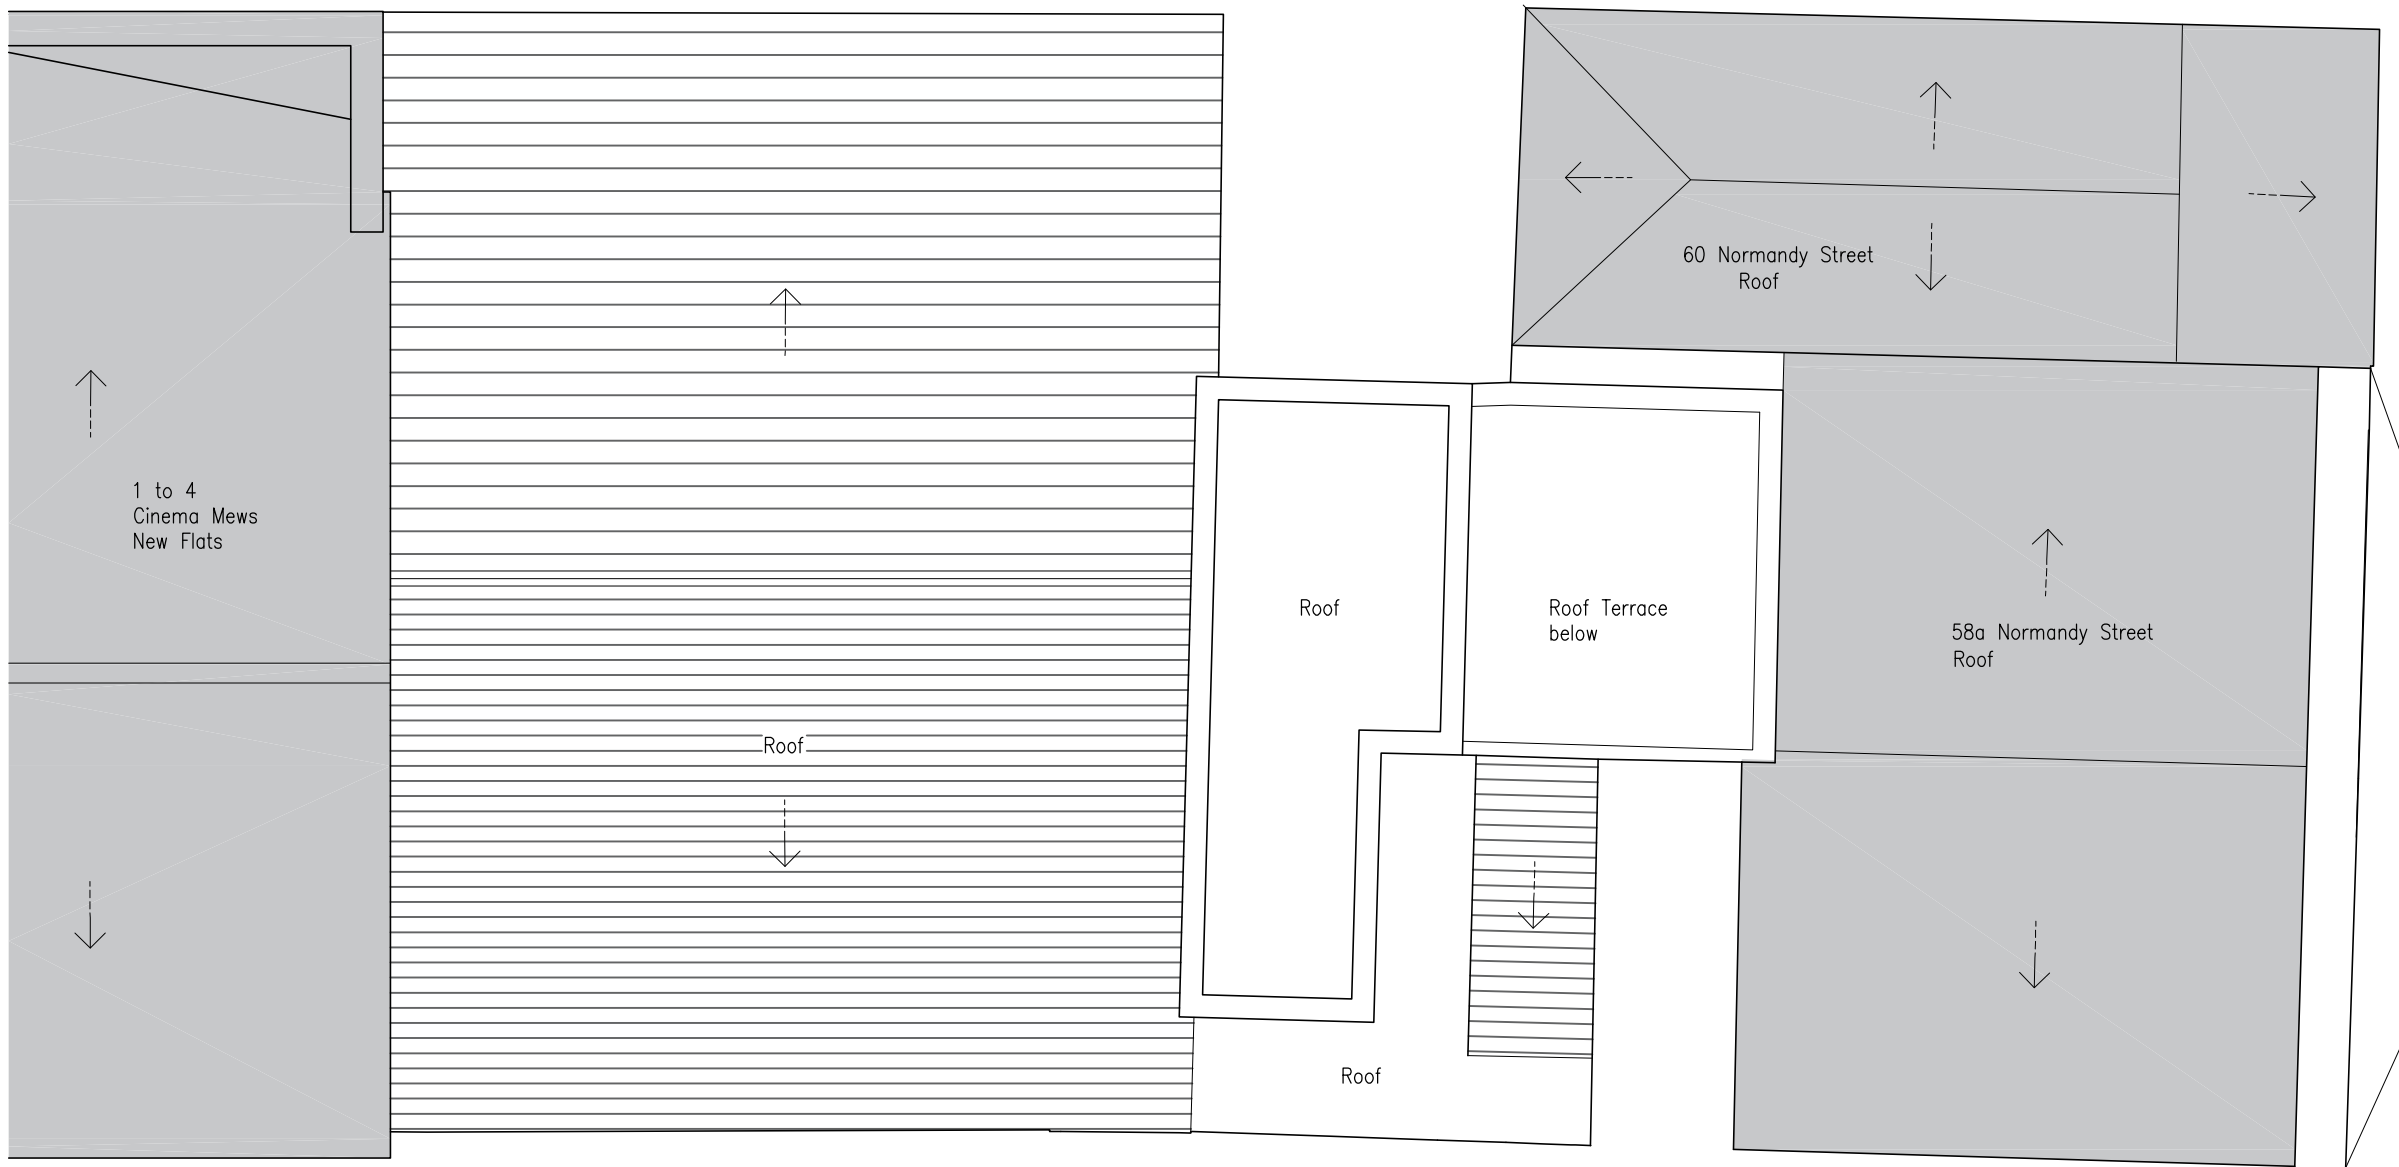 60 Normandy Street
Roof
1 to 4
Cinema Mews
New Flats
Roof
Roof Terrace
below
58a Normandy Street
Roof
Roof
Roof